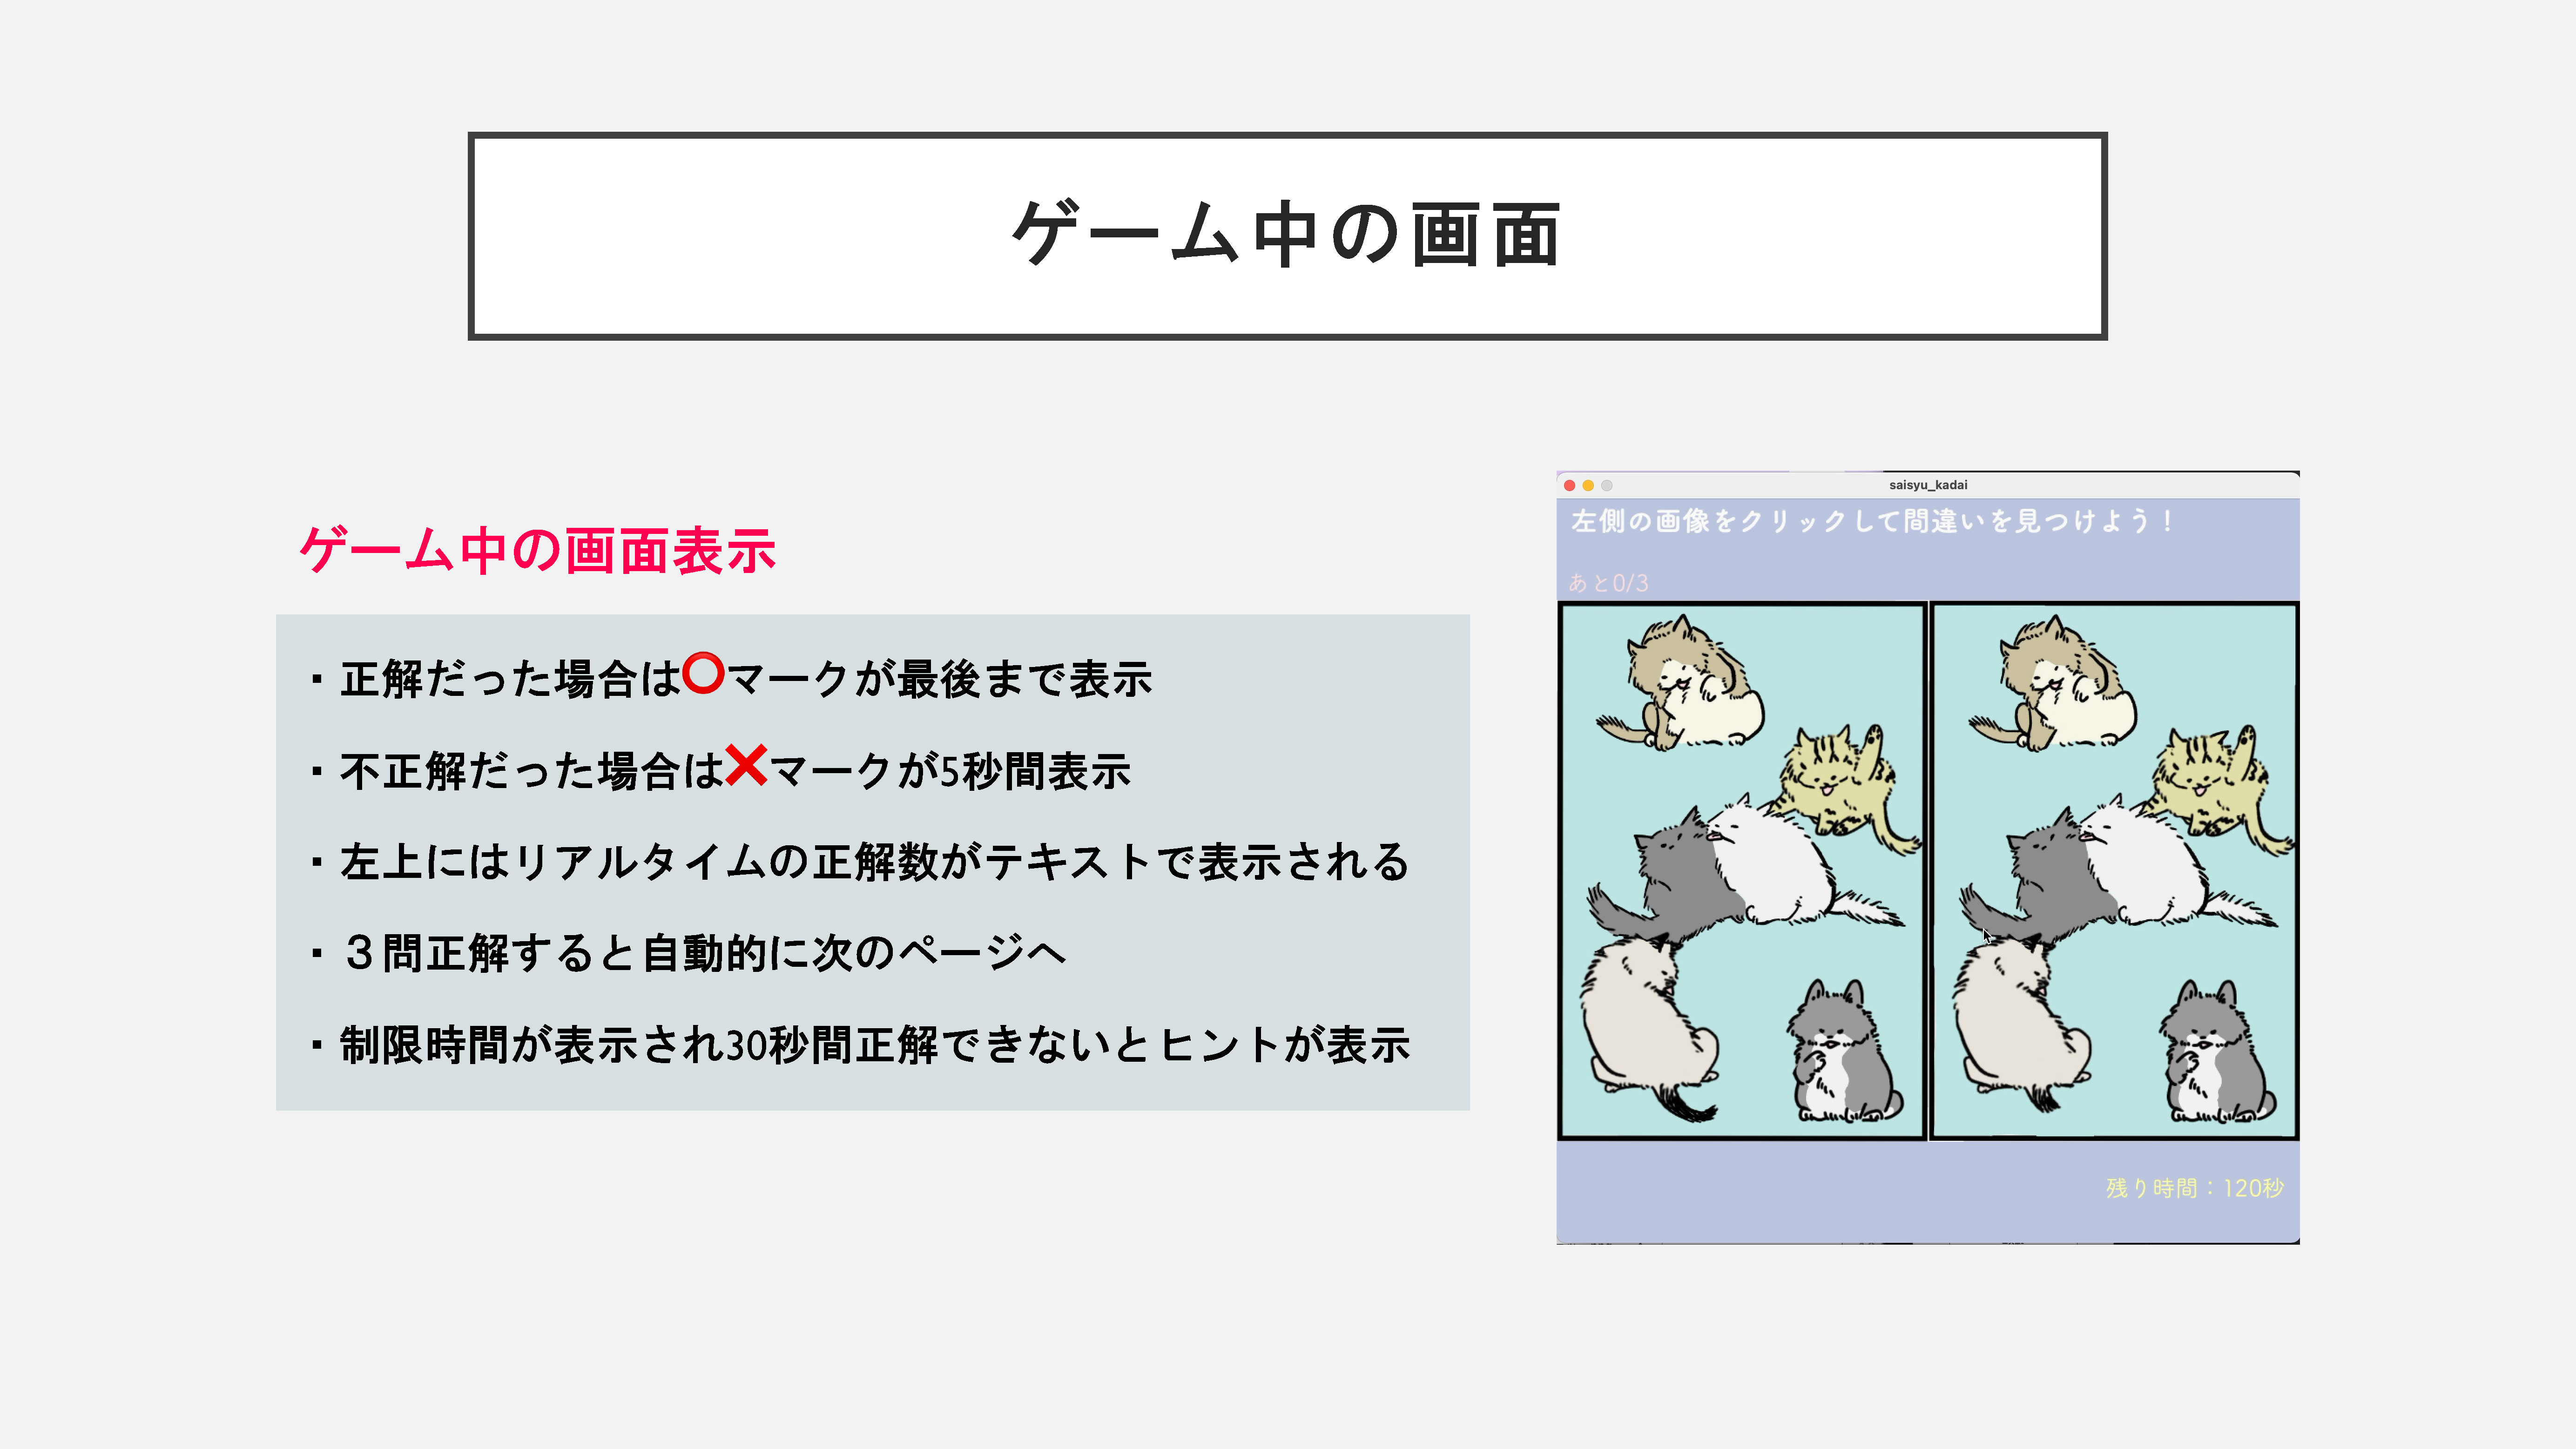 ゲーム中の画面
ゲーム中の画面表示
・正解だった場合は⭕マークが最後まで表示
・不正解だった場合は❌マークが5秒間表示
・左上にはリアルタイムの正解数がテキストで表示される
・３問正解すると自動的に次のページへ
・制限時間が表示され30秒間正解できないとヒントが表示
saisyu_kadai
左側の画像をクリックして間違いを見つけよう！
あと0/3
残り時間：120秒